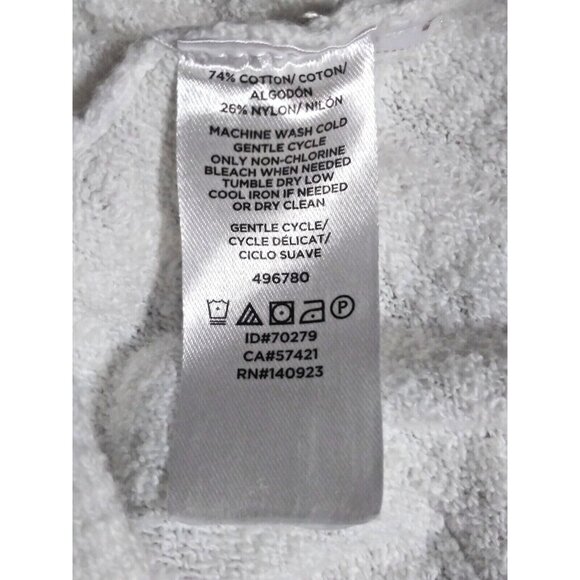 74% COTTON/ COTON/
ALGODÓN
26% NYLON/ NILÓN
MACHINE WASH COLD
GENTLE CYCLE
ONLY NON-CHLORINE
BLEACH WHEN NEEDED
TUMBLE DRY LOW
COOL IRON IF NEEDED
OR DRY CLEAN
GENTLE CYCLE/
CYCLE DÉLICAT/
CICLO SUAVE
496780
P
ID#70279
CA#57421
RN#140923